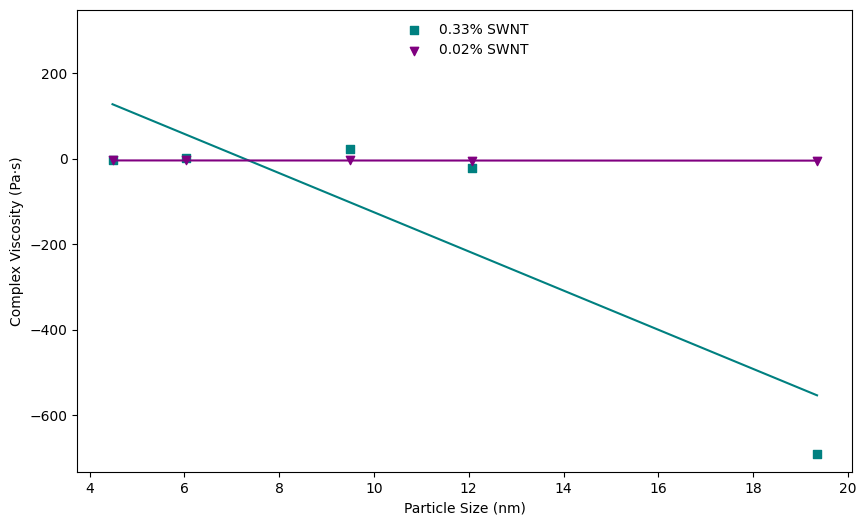 0.33% SWNT
0.02% SWNT
Complex Viscosity (Pa·s)
200
0
−200
−400
−600
4 6 8 10 12 14 16 18 20
Particle Size (nm)